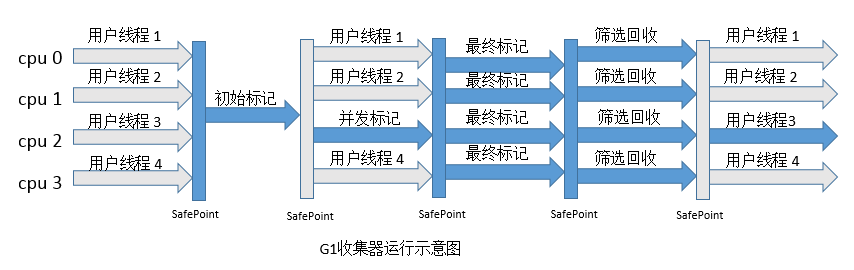 用户线程 1
用户线程 1
最终标记
筛选回收
用户线程 1
cpu 0
用户线程 2
用户线程 2
最终标记
筛选回收
用户线程 2
cpu 1
初始标记
用户线程 3
并发标记
最终标记
筛选回收
用户线程3
cpu 2
用户线程 4
用户线程 4
最终标记
筛选回收
用户线程 4
cpu 3
SafePoint
SafePoint
SafePoint
SafePoint
SafePoint
G1收集器运行示意图